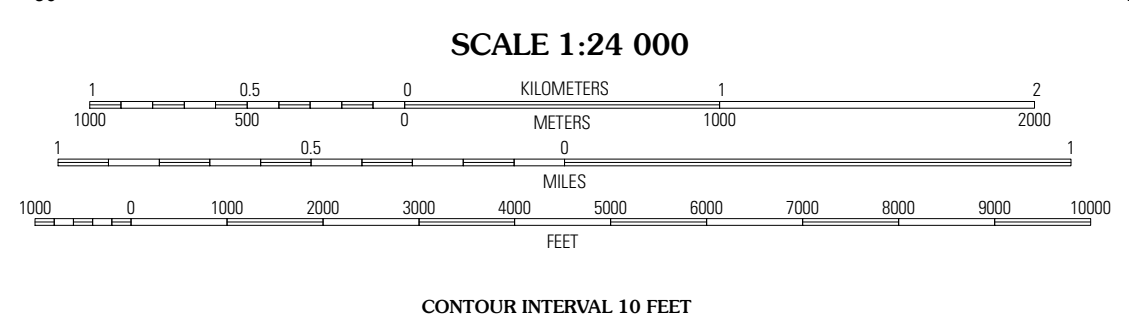 SCALE 1:24 000
1 0.5 0 KILOMETERS 1 2
1000 500 0 METERS 1000 2000
1 0.5 0 1
MILES
1000 0 1000 2000 3000 4000 5000 6000 7000 8000 9000 10000
FEET
CONTOUR INTERVAL 10 FEET